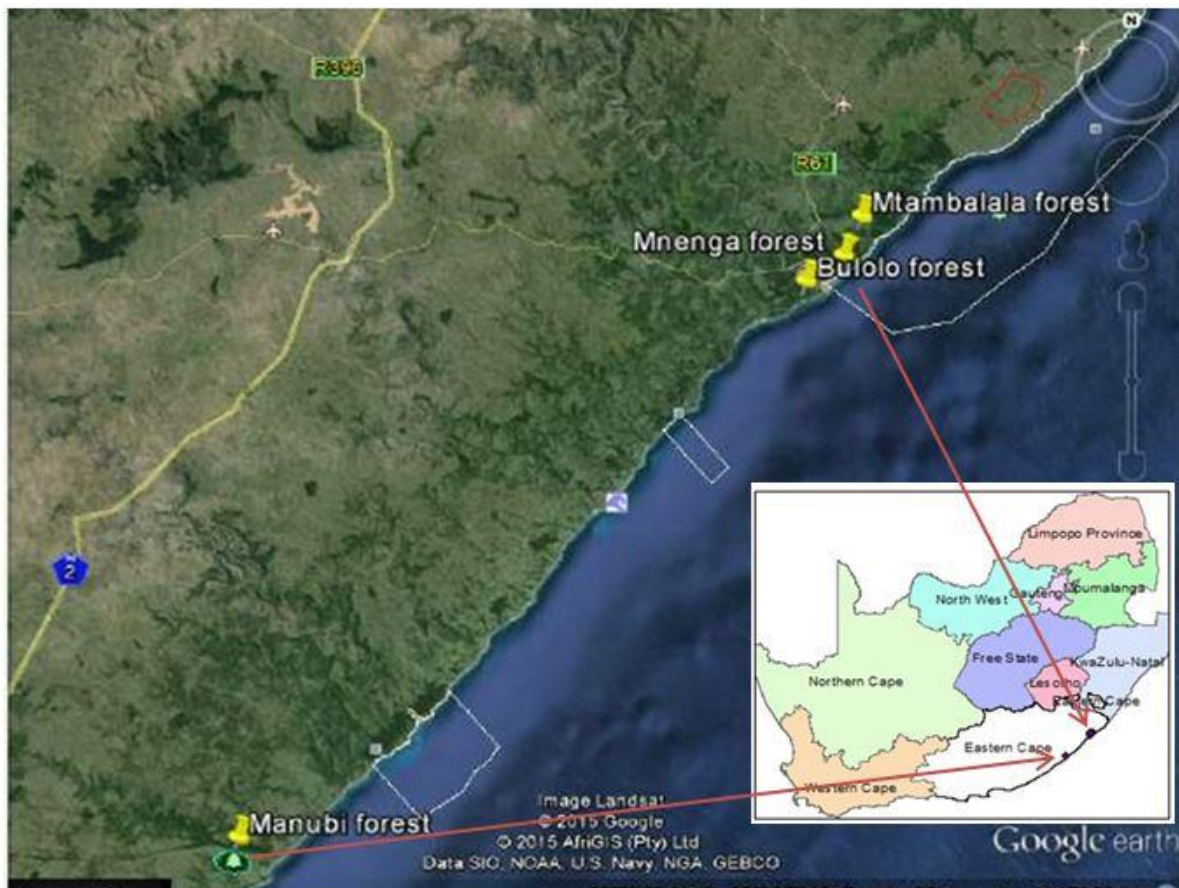 N
R396
R61
Mtambalala forest
Mnenga forest
Bulolo forest
2
Limpopo Province
North West
Gauteng
Mpumalanga
Free State
KwaZulu-Natal
Northern Cape
Lesotho
Eastern Cape
Eastern Cape
Western Cape
Manubi forest
Image Landsat
© 2015 Google
© 2015 AfriGIS (Pty) Ltd
Data SIO, NOAA, U.S. Navy, NGA, GEBCO
Google earth